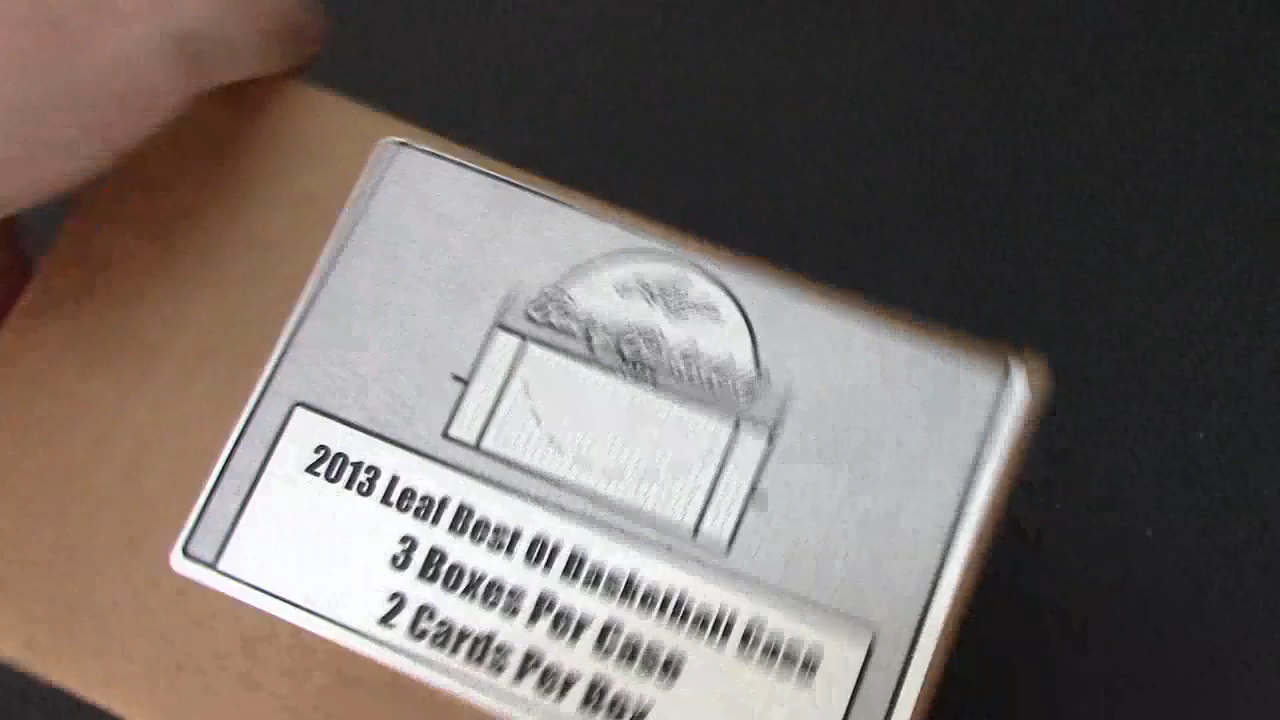 2013 Leaf Best Of Basketball Case
3 Boxes Per Case
2 Cards Per Box